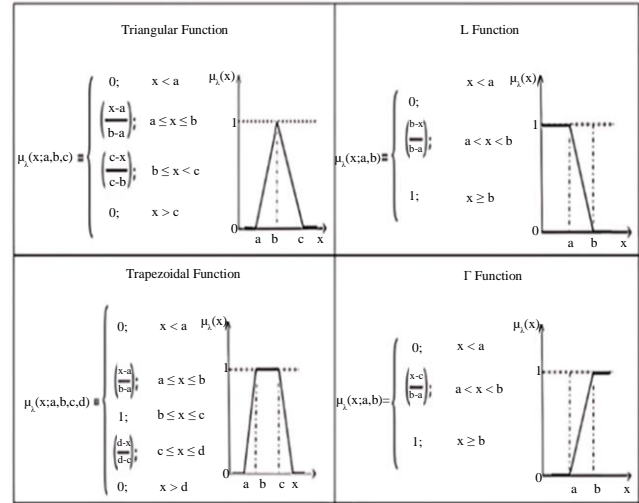 Triangular Function
μλ(x;a,b,c) ≡
0; x < a
(x-a / b-a); a ≤ x ≤ b
(c-x / c-b); b ≤ x < c
0; x > c
μλ(x)
1
0
a b c x
L Function
μλ(x;a,b)=
x < a
0;
(b-x / b-a); a < x < b
1; x ≥ b
μλ(x)
1
0
a b x
Trapezoidal Function
μλ(x;a,b,c,d) ≡
0; x < a
(x-a / b-a); a ≤ x ≤ b
1; b ≤ x ≤ c
(d-x / d-c); c ≤ x ≤ d
0; x > d
μλ(x)
1
0
a b c x
Γ Function
μλ(x;a,b)=
0; x < a
(x-c / b-a); a < x < b
1; x ≥ b
μλ(x)
1
0
a b x